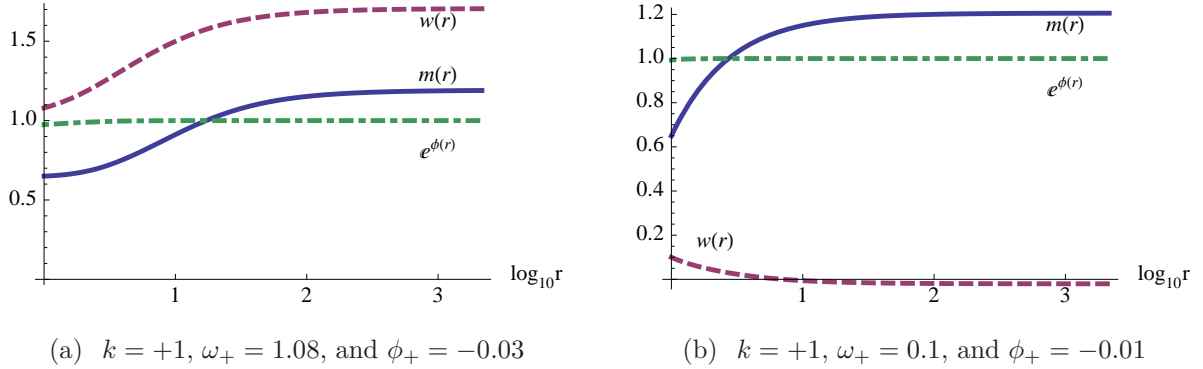 w(r)
1.5
m(r)
1.0
e^ϕ(r)
0.5
1 2 3 log₁₀r
(a) k = +1, ω₊ = 1.08, and ϕ₊ = −0.03
1.2
m(r)
1.0
e^ϕ(r)
0.8
0.6
0.4
0.2 w(r)
1 2 3 log₁₀r
(b) k = +1, ω₊ = 0.1, and ϕ₊ = −0.01